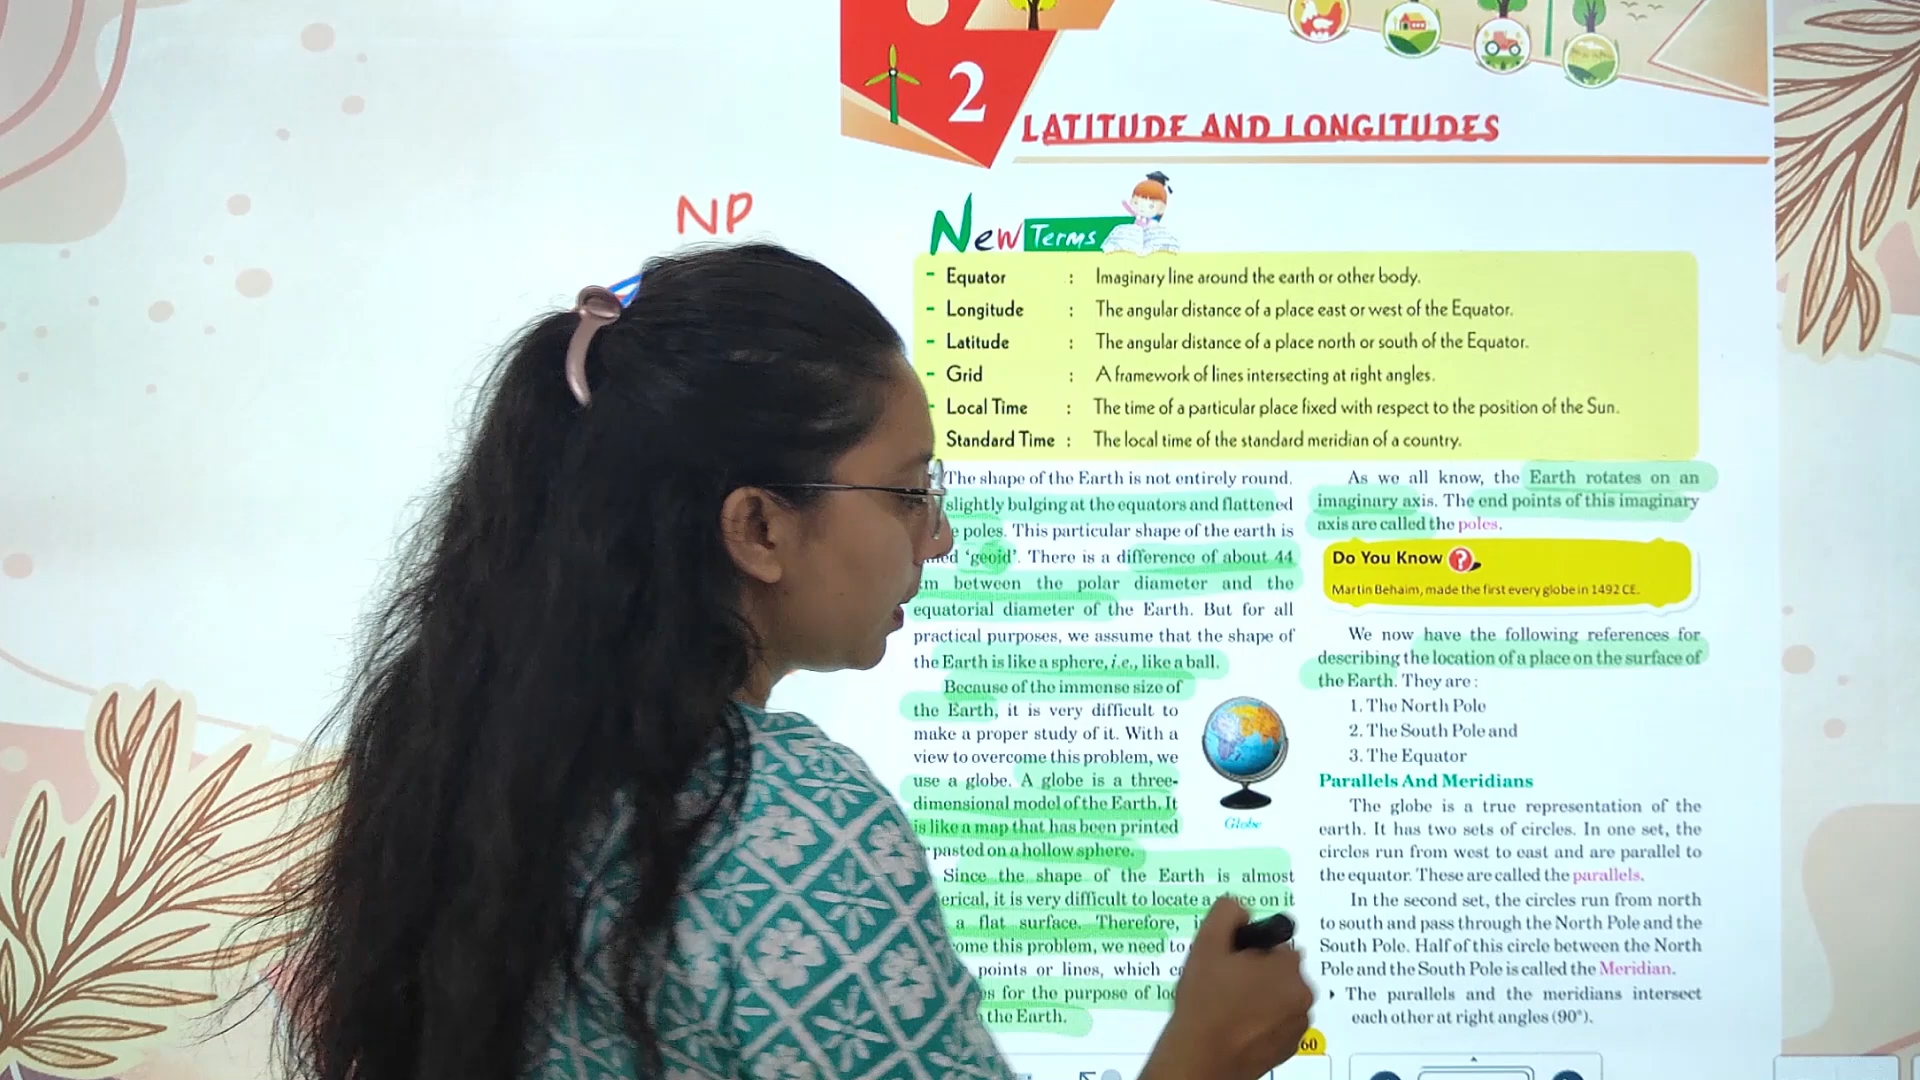 2
LATITUDE AND LONGITUDES
NP
New Terms
- Equator : Imaginary line around the earth or other body.
- Longitude : The angular distance of a place east or west of the Equator.
- Latitude : The angular distance of a place north or south of the Equator.
- Grid : A framework of lines intersecting at right angles.
- Local Time : The time of a particular place fixed with respect to the position of the Sun.
Standard Time : The local time of the standard meridian of a country.
The shape of the Earth is not entirely round.
slightly bulging at the equators and flattened
poles. This particular shape of the earth is
'geoid'. There is a difference of about 44
between the polar diameter and the
equatorial diameter of the Earth. But for all
practical purposes, we assume that the shape of
the Earth is like a sphere, i.e., like a ball.
Because of the immense size of
the Earth, it is very difficult to
make a proper study of it. With a
view to overcome this problem, we
use a globe. A globe is a three-
dimensional model of the Earth. It
is like a map that has been printed
pasted on a hollow sphere.
Globe
Since the shape of the Earth is almost
it is very difficult to locate a place on it
a flat surface. Therefore,
this problem, we need to
points or lines, which
for the purpose of
the Earth.
As we all know, the Earth rotates on an
imaginary axis. The end points of this imaginary
axis are called the poles.
Do You Know ?
Martin Behaim, made the first every globe in 1492 CE.
We now have the following references for
describing the location of a place on the surface of
the Earth. They are :
1. The North Pole
2. The South Pole and
3. The Equator
Parallels And Meridians
The globe is a true representation of the
earth. It has two sets of circles. In one set, the
circles run from west to east and are parallel to
the equator. These are called the parallels.
In the second set, the circles run from north
to south and pass through the North Pole and the
South Pole. Half of this circle between the North
Pole and the South Pole is called the Meridian.
The parallels and the meridians intersect
each other at right angles (90°).
60